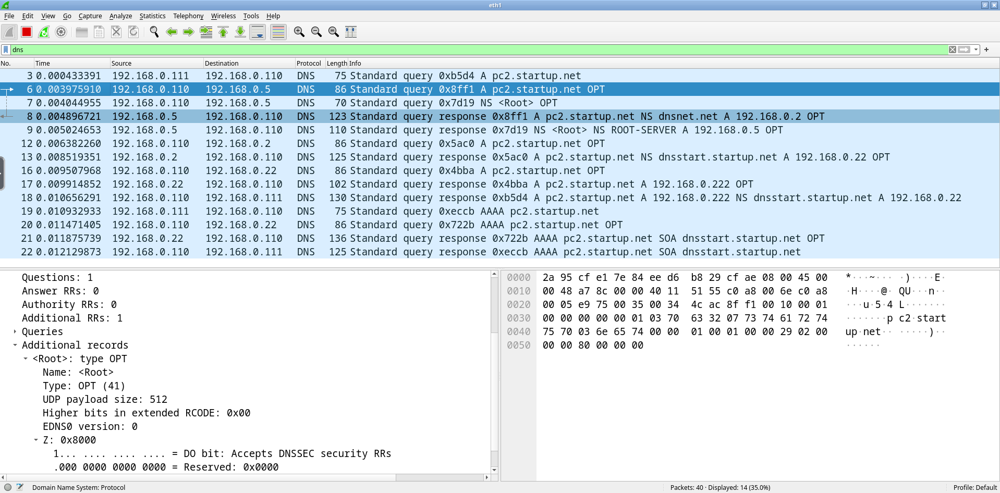 eth1
File Edit View Go Capture Analyze Statistics Telephony Wireless Tools Help
dns
No. Time Source Destination Protocol Length Info
3 0.000433391 192.168.0.111 192.168.0.110 DNS 75 Standard query 0xb5d4 A pc2.startup.net
6 0.003975910 192.168.0.110 192.168.0.5 DNS 86 Standard query 0x8ff1 A pc2.startup.net OPT
7 0.004044955 192.168.0.110 192.168.0.5 DNS 70 Standard query 0x7d19 NS <Root> OPT
8 0.004896721 192.168.0.5 192.168.0.110 DNS 123 Standard query response 0x8ff1 A pc2.startup.net NS dnsnet.net A 192.168.0.2 OPT
9 0.005024653 192.168.0.5 192.168.0.110 DNS 110 Standard query response 0x7d19 NS <Root> NS ROOT-SERVER A 192.168.0.5 OPT
12 0.006382260 192.168.0.110 192.168.0.2 DNS 86 Standard query 0x5ac0 A pc2.startup.net OPT
13 0.008519351 192.168.0.2 192.168.0.110 DNS 125 Standard query response 0x5ac0 A pc2.startup.net NS dnsstart.startup.net A 192.168.0.22 OPT
16 0.009507968 192.168.0.110 192.168.0.22 DNS 86 Standard query 0x4bba A pc2.startup.net OPT
17 0.009914852 192.168.0.22 192.168.0.110 DNS 102 Standard query response 0x4bba A pc2.startup.net A 192.168.0.222 OPT
18 0.010656291 192.168.0.110 192.168.0.111 DNS 130 Standard query response 0xb5d4 A pc2.startup.net A 192.168.0.222 NS dnsstart.startup.net A 192.168.0.22
19 0.010932933 192.168.0.111 192.168.0.110 DNS 75 Standard query 0xeccb AAAA pc2.startup.net
20 0.011471405 192.168.0.110 192.168.0.22 DNS 86 Standard query 0x722b AAAA pc2.startup.net OPT
21 0.011875739 192.168.0.22 192.168.0.110 DNS 136 Standard query response 0x722b AAAA pc2.startup.net SOA dnsstart.startup.net OPT
22 0.012129873 192.168.0.110 192.168.0.111 DNS 125 Standard query response 0xeccb AAAA pc2.startup.net SOA dnsstart.startup.net
Questions: 1
Answer RRs: 0
Authority RRs: 0
Additional RRs: 1
Queries
Additional records
<Root>: type OPT
Name: <Root>
Type: OPT (41)
UDP payload size: 512
Higher bits in extended RCODE: 0x00
EDNS0 version: 0
Z: 0x8000
1... .... .... .... = DO bit: Accepts DNSSEC security RRs
.000 0000 0000 0000 = Reserved: 0x0000
0000 2a 95 cf e1 7e 84 ee d6 b8 29 cf ae 08 00 45 00 *···~··· ·)····E·
0010 00 48 a7 8c 00 00 40 11 51 55 c0 a8 00 6e c0 a8 ·H····@· QU···n··
0020 00 05 e9 75 00 35 00 34 4c ac 8f f1 00 10 00 01 ···u·5·4 L·······
0030 00 00 00 00 00 01 03 70 63 32 07 73 74 61 72 74 ·······p c2·start
0040 75 70 03 6e 65 74 00 00 01 00 01 00 00 29 02 00 up·net·· ·····)··
0050 00 00 80 00 00 00 ······
Domain Name System: Protocol Packets: 40 · Displayed: 14 (35.0%) Profile: Default